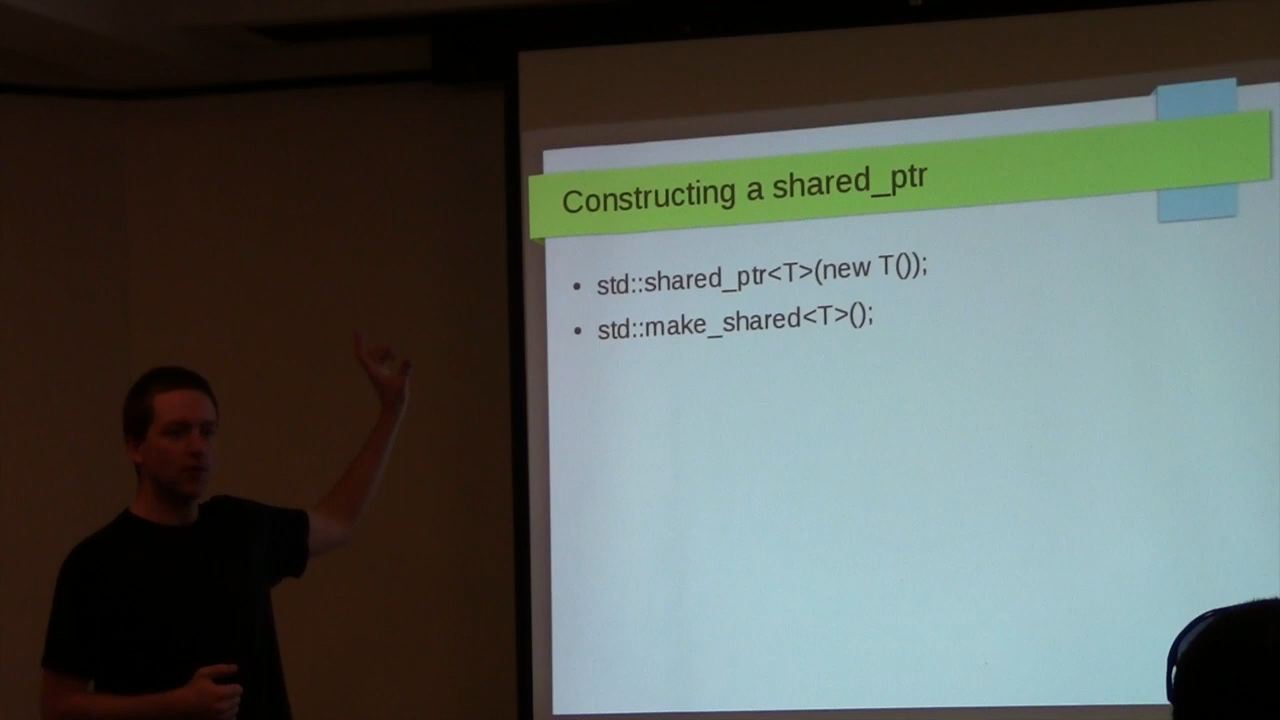 Constructing a shared_ptr
• std::shared_ptr<T>(new T());
• std::make_shared<T>();